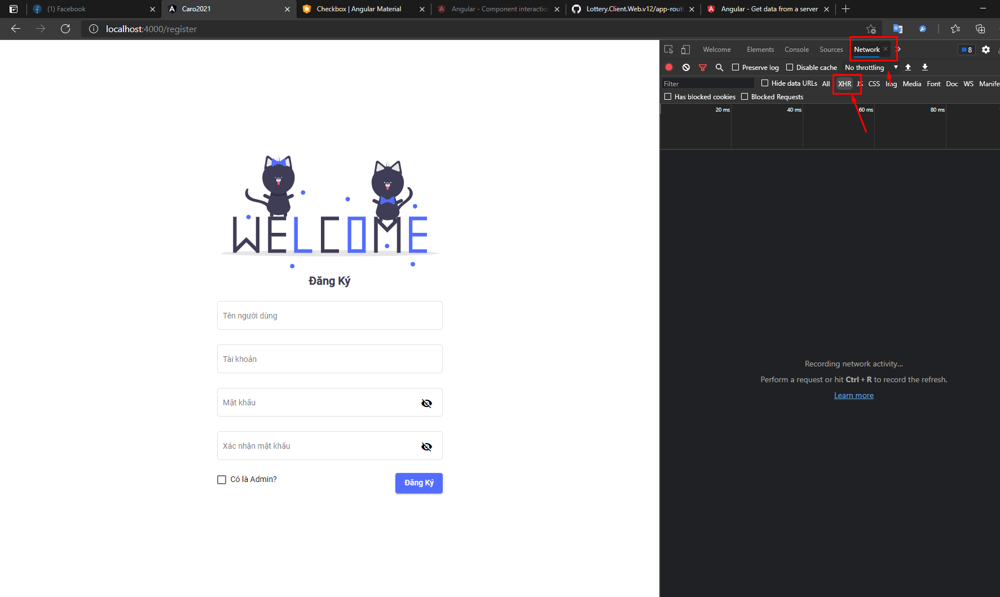 (1) Facebook
Caro2021
Checkbox | Angular Material
Angular - Component interaction
Lottery.Client.Web.v12/app-routi
Angular - Get data from a server
localhost:4000/register
Welcome Elements Console Sources Network 8
Preserve log Disable cache No throttling
Filter Hide data URLs All XHR JS CSS Img Media Font Doc WS Manife
Has blocked cookies Blocked Requests
20 ms 40 ms 60 ms 80 ms
WELCOME
Đăng Ký
Tên người dùng
Tài khoản
Mật khẩu
Xác nhận mật khẩu
Có là Admin?
Đăng Ký
Recording network activity...
Perform a request or hit Ctrl + R to record the refresh.
Learn more